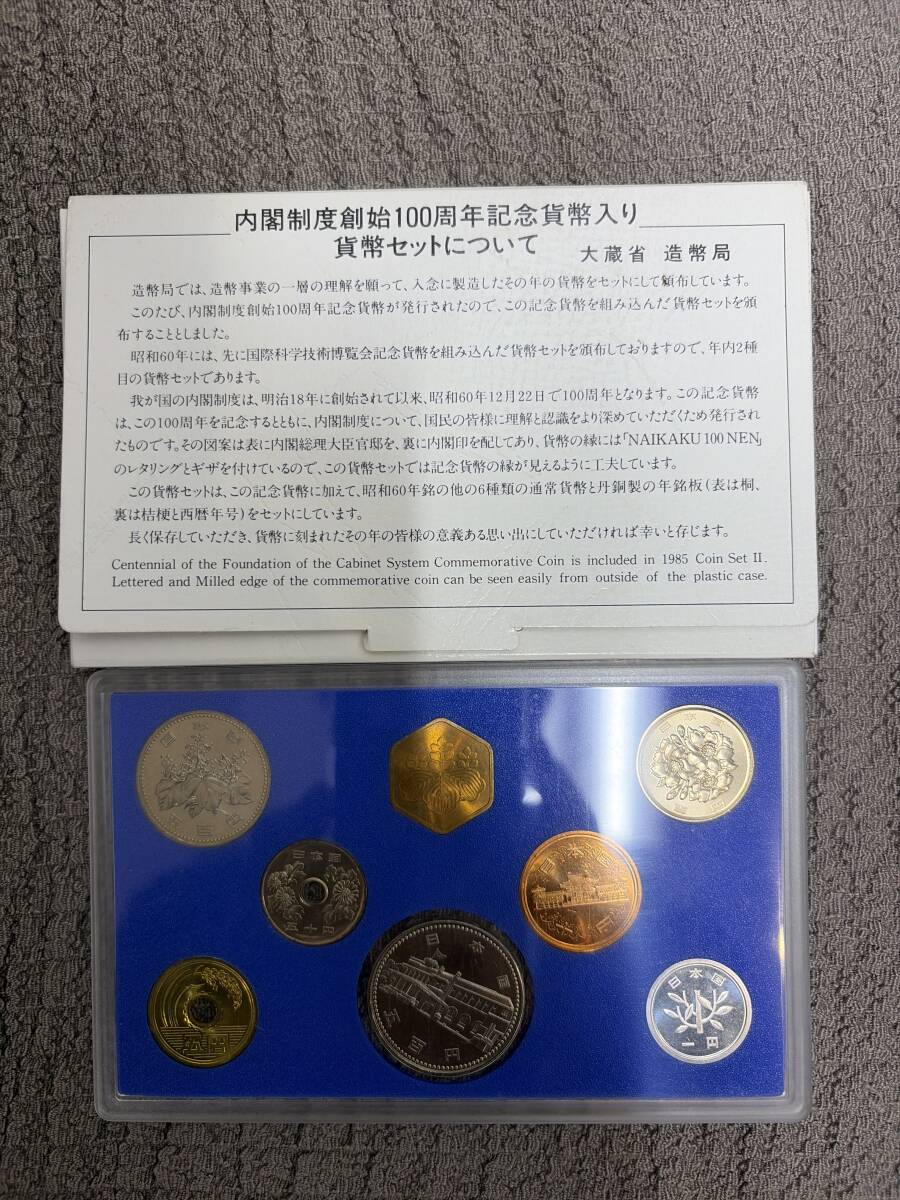 内閣制度創始100周年記念貨幣入り
貨幣セットについて 大蔵省 造幣局
造幣局では、造幣事業の一層の理解を願って、入念に製造したその年の貨幣をセットにして頒布しています。
このたび、内閣制度創始100周年記念貨幣が発行されたので、この記念貨幣を組み込んだ貨幣セットを頒
布することとしました。
昭和60年には、先に国際科学技術博覧会記念貨幣を組み込んだ貨幣セットを頒布しておりますので、年内2種
目の貨幣セットであります。
我が国の内閣制度は、明治18年に創始されて以来、昭和60年12月22日で100周年となります。この記念貨幣
は、この100周年を記念するとともに、内閣制度について、国民の皆様に理解と認識をより深めていただくため発行され
たものです。その図案は表に内閣総理大臣官邸を、裏に内閣印を配してあり、貨幣の縁には「NAIKAKU 100 NEN」
のレタリングとギザを付けているので、この貨幣セットでは記念貨幣の縁が見えるように工夫しています。
この貨幣セットは、この記念貨幣に加えて、昭和60年銘の他の6種類の通常貨幣と丹銅製の年銘板(表は桐、
裏は桔梗と西暦年号)をセットにしています。
長く保存していただき、貨幣に刻まれたその年の皆様の意義ある思い出にしていただければ幸いと存じます。
Centennial of the Foundation of the Cabinet System Commemorative Coin is included in 1985 Coin Set II.
Lettered and Milled edge of the commemorative coin can be seen easily from outside of the plastic case.
日本国
五百円
日本国
日本国
五十円
日本国
十円
五円
日本国
五百円
日本国
一円